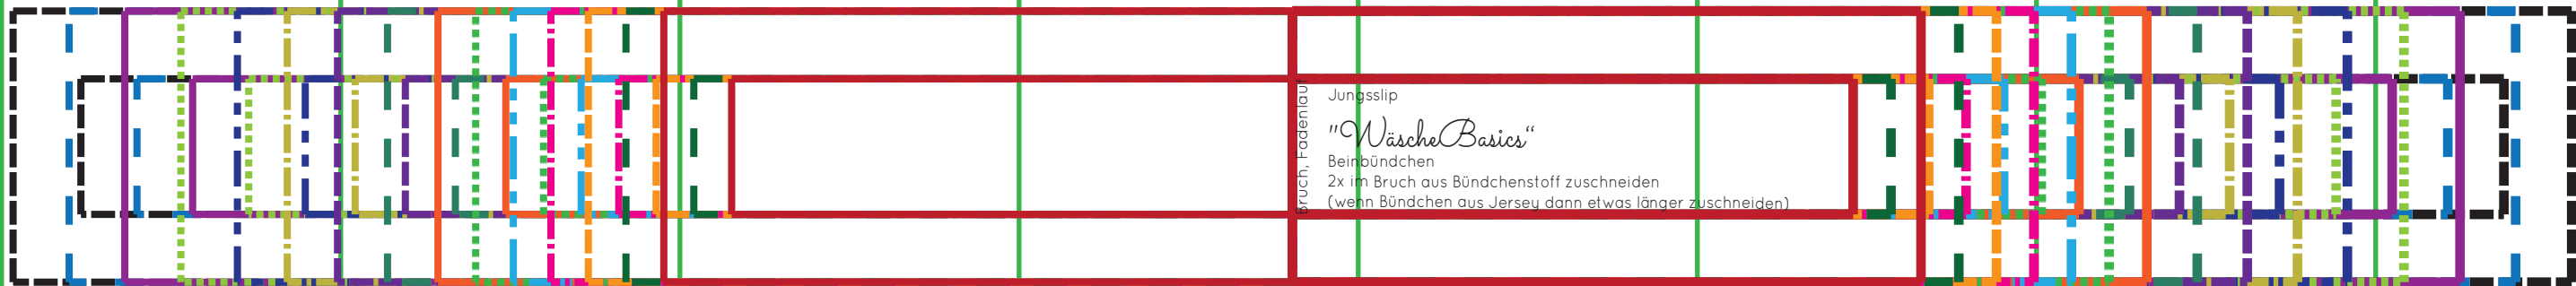 Bruch, Fadenlauf
Jungsslip
"WäscheBasics“
Beinbündchen
2x im Bruch aus Bündchenstoff zuschneiden
(wenn Bündchen aus Jersey dann etwas länger zuschneiden)